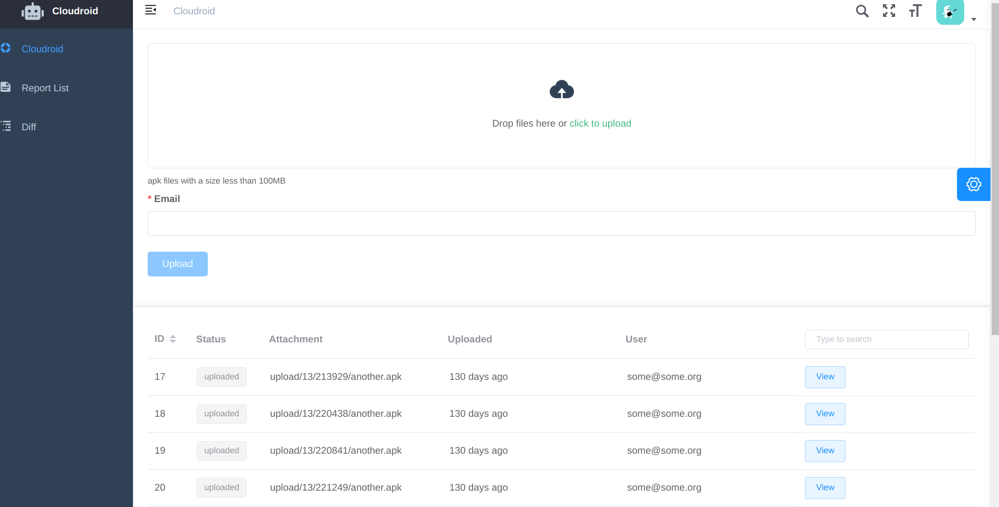 Cloudroid
Cloudroid
Cloudroid
Report List
Diff
Drop files here or click to upload
apk files with a size less than 100MB
* Email
Upload
ID Status Attachment Uploaded User Type to search
17 uploaded upload/13/213929/another.apk 130 days ago some@some.org View
18 uploaded upload/13/220438/another.apk 130 days ago some@some.org View
19 uploaded upload/13/220841/another.apk 130 days ago some@some.org View
20 uploaded upload/13/221249/another.apk 130 days ago some@some.org View